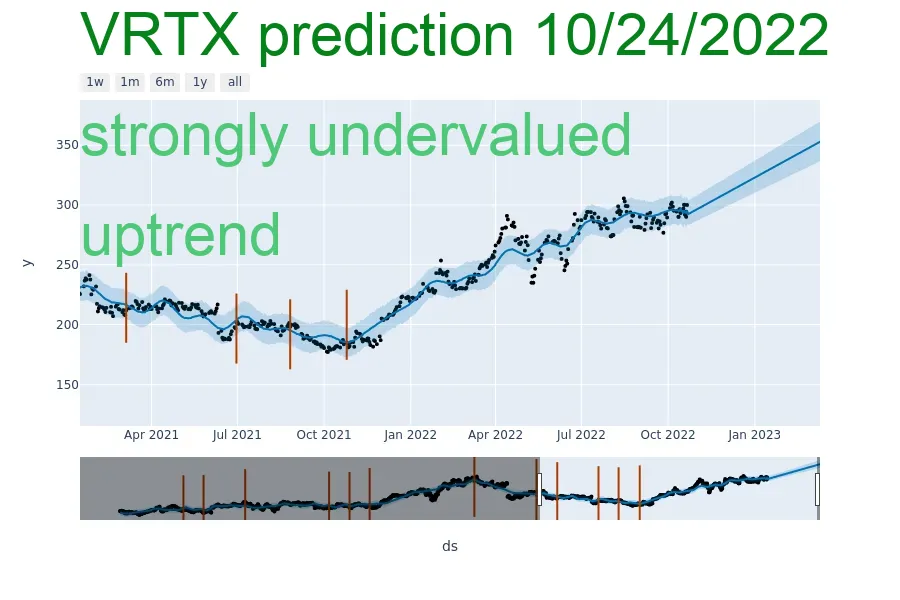 VRTX prediction 10/24/2022
1w 1m 6m 1y all
strongly undervalued
uptrend
350
300
250
200
150
y
Apr 2021 Jul 2021 Oct 2021 Jan 2022 Apr 2022 Jul 2022 Oct 2022 Jan 2023
ds